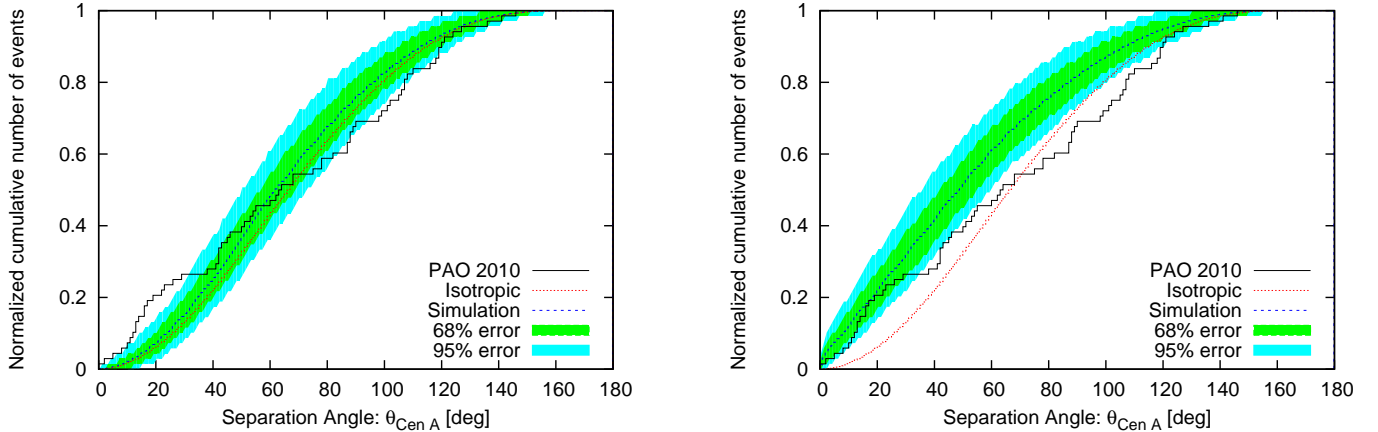 Normalized cumulative number of events
1
0.8
0.6
0.4
0.2
0
0 20 40 60 80 100 120 140 160 180
Separation Angle: θCen A [deg]
PAO 2010
Isotropic
Simulation
68% error
95% error
Normalized cumulative number of events
1
0.8
0.6
0.4
0.2
0
0 20 40 60 80 100 120 140 160 180
Separation Angle: θCen A [deg]
PAO 2010
Isotropic
Simulation
68% error
95% error